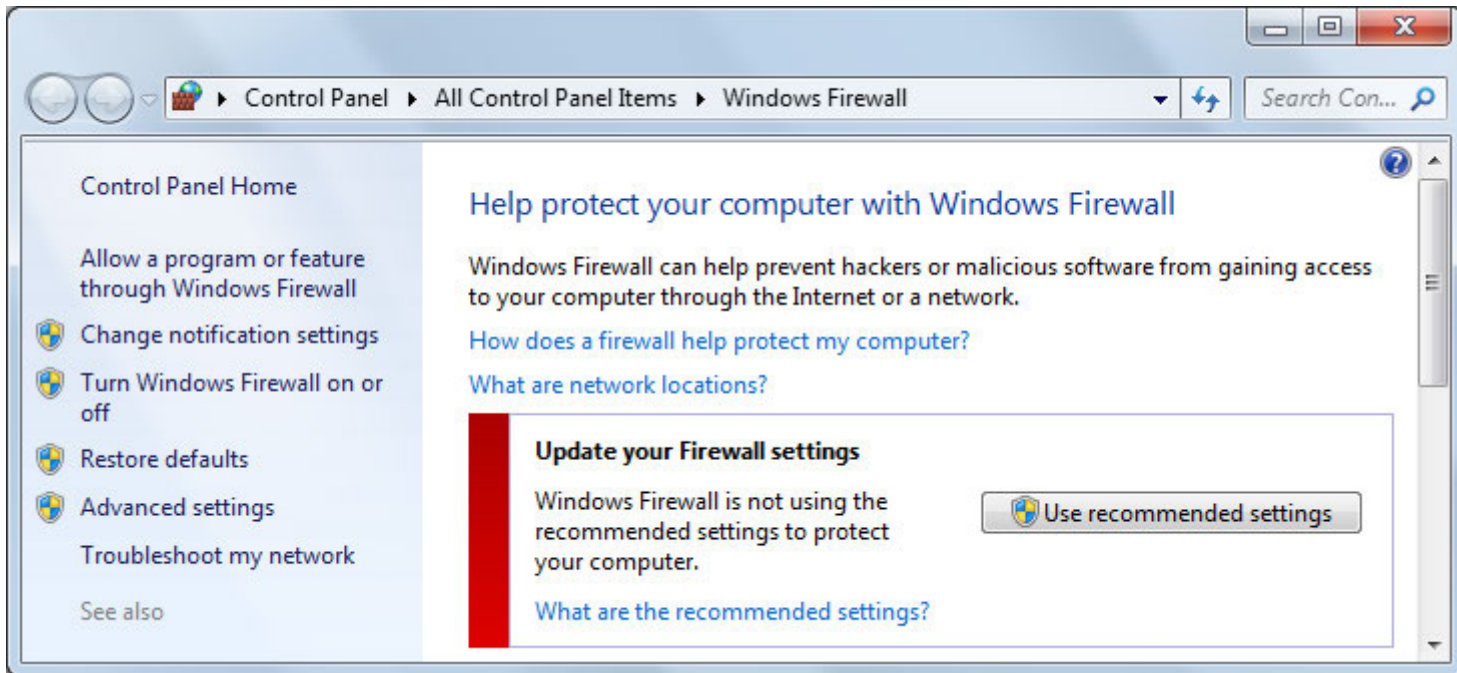 Control Panel ▸ All Control Panel Items ▸ Windows Firewall
Search Con...
Control Panel Home
Allow a program or feature
through Windows Firewall
Change notification settings
Turn Windows Firewall on or
off
Restore defaults
Advanced settings
Troubleshoot my network
See also
Help protect your computer with Windows Firewall
Windows Firewall can help prevent hackers or malicious software from gaining access
to your computer through the Internet or a network.
How does a firewall help protect my computer?
What are network locations?
Update your Firewall settings
Windows Firewall is not using the
recommended settings to protect
your computer.
Use recommended settings
What are the recommended settings?